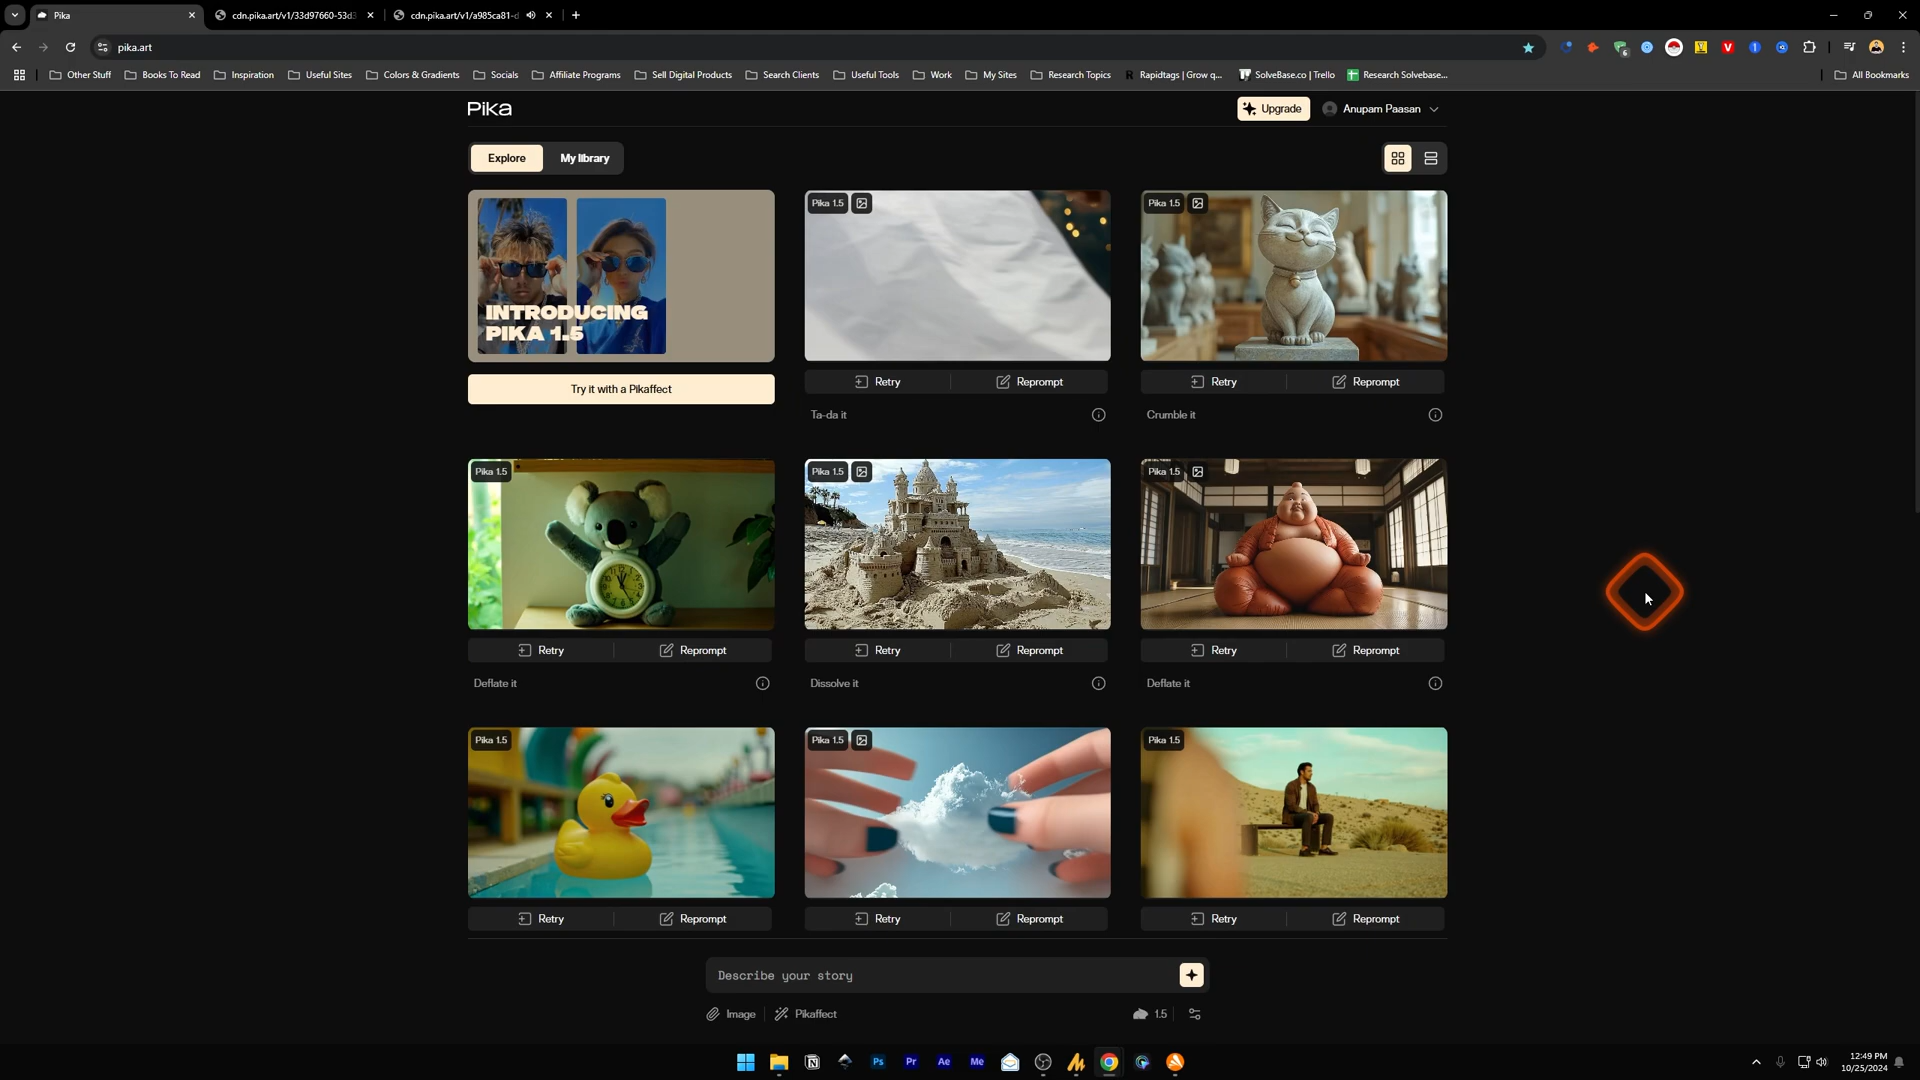 Pika
cdn.pika.art/v1/33d97660-53d3
cdn.pika.art/v1/a985ca81-d
pika.art
Other Stuff
Books To Read
Inspiration
Useful Sites
Colors & Gradients
Socials
Affiliate Programs
Sell Digital Products
Search Clients
Useful Tools
Work
My Sites
Research Topics
Rapidtags | Grow q...
SolveBase.co | Trello
Research Solvebase...
All Bookmarks
Pika
Upgrade
Anupam Paasan
Explore
My library
INTRODUCING
PIKA 1.5
Try it with a Pikaffect
Pika 1.5
Retry
Reprompt
Ta-da it
Pika 1.5
Retry
Reprompt
Crumble it
Pika 1.5
Retry
Reprompt
Deflate it
Pika 1.5
Retry
Reprompt
Dissolve it
Pika 1.5
Retry
Reprompt
Deflate it
Pika 1.5
Retry
Reprompt
Pika 1.5
Retry
Reprompt
Pika 1.5
Retry
Reprompt
Describe your story
Image
Pikaffect
1.5
Ps
Pr
Ae
Me
12:49 PM
10/25/2024